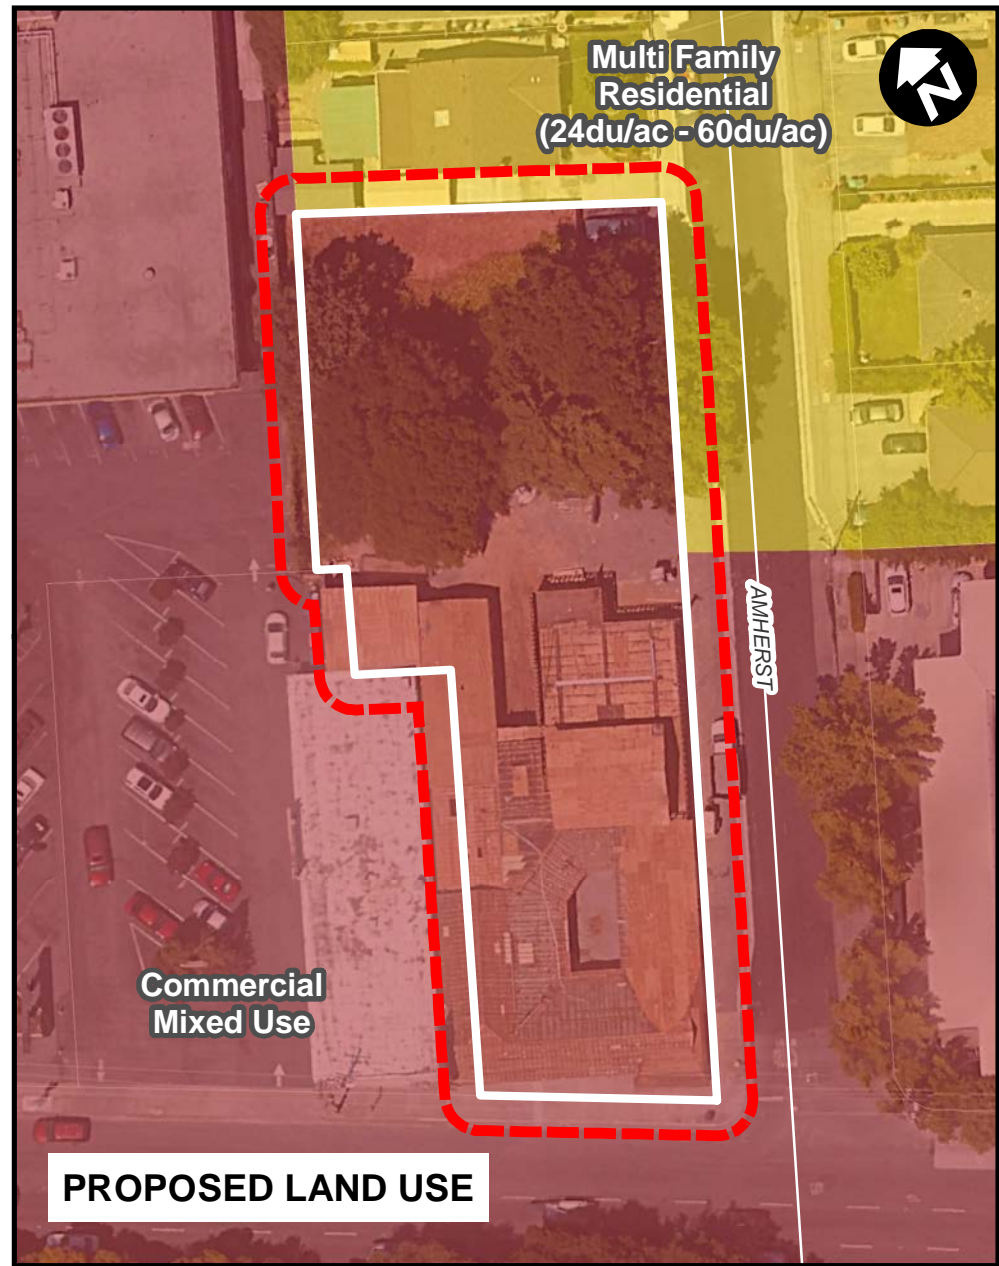 Multi Family
Residential
(24du/ac - 60du/ac)
N
AMHERST
Commercial
Mixed Use
PROPOSED LAND USE